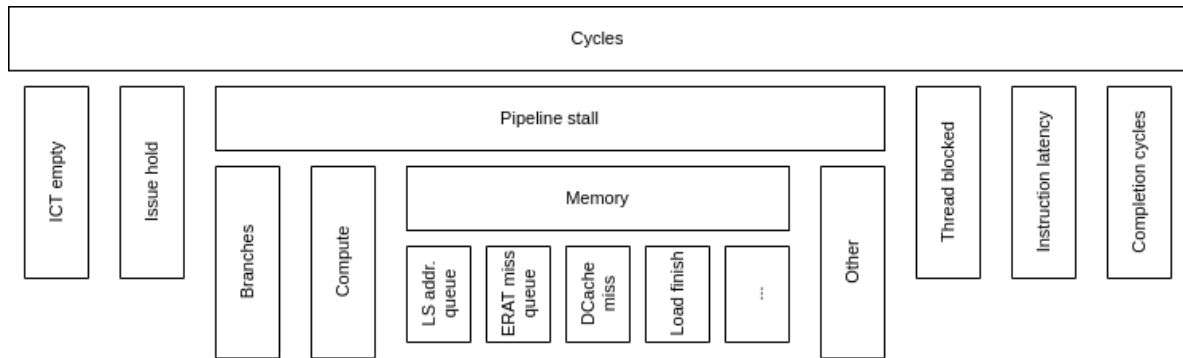 Cycles
ICT empty
Issue hold
Pipeline stall
Thread blocked
Instruction latency
Completion cycles
Branches
Compute
Memory
Other
LS addr.
queue
ERAT miss
queue
DCache
miss
Load finish
...